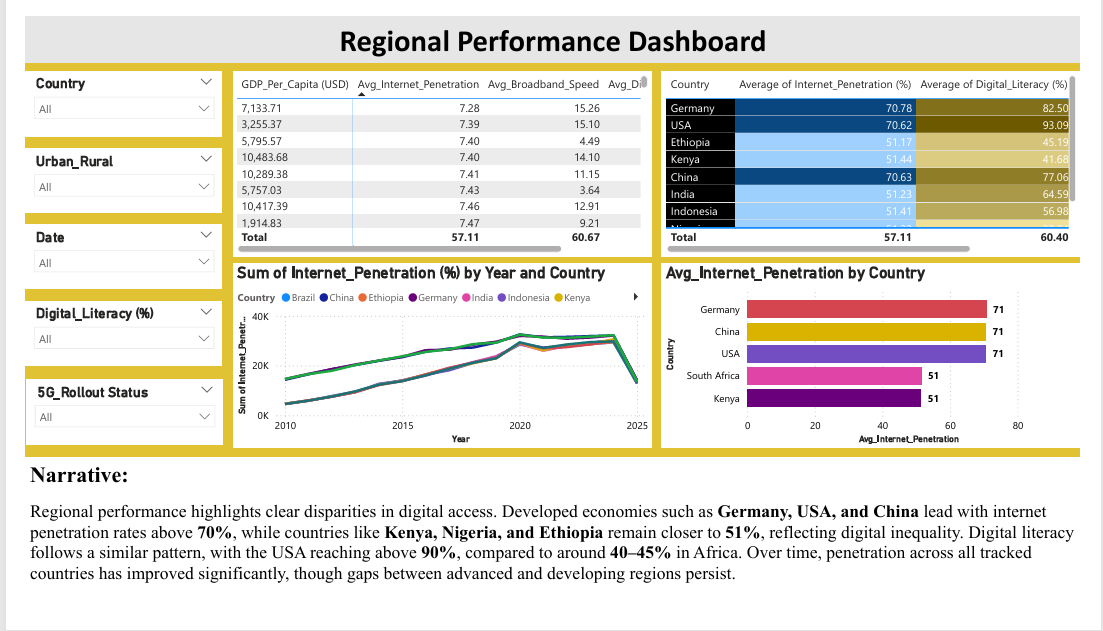 Regional Performance Dashboard
Country
All
Urban_Rural
All
Date
All
Digital_Literacy (%)
All
5G_Rollout Status
All
GDP_Per_Capita (USD) Avg_Internet_Penetration Avg_Broadband_Speed Avg_Di
7,133.71 7.28 15.26
3,255.37 7.39 15.10
5,795.57 7.40 4.49
10,483.68 7.40 14.10
10,289.38 7.41 11.15
5,757.03 7.43 3.64
10,417.39 7.46 12.91
1,914.83 7.47 9.21
Total 57.11 60.67
Country Average of Internet_Penetration (%) Average of Digital_Literacy (%)
Germany 70.78 82.50
USA 70.62 93.09
Ethiopia 51.17 45.19
Kenya 51.44 41.68
China 70.63 77.06
India 51.23 64.59
Indonesia 51.41 56.98
Total 57.11 60.40
Sum of Internet_Penetration (%) by Year and Country
Country Brazil China Ethiopia Germany India Indonesia Kenya
Sum of Internet_Penetr...
40K
20K
0K
2010 2015 2020 2025
Year
Avg_Internet_Penetration by Country
Country
Germany 71
China 71
USA 71
South Africa 51
Kenya 51
0 20 40 60 80
Avg_Internet_Penetration
Narrative:
Regional performance highlights clear disparities in digital access. Developed economies such as Germany, USA, and China lead with internet
penetration rates above 70%, while countries like Kenya, Nigeria, and Ethiopia remain closer to 51%, reflecting digital inequality. Digital literacy
follows a similar pattern, with the USA reaching above 90%, compared to around 40–45% in Africa. Over time, penetration across all tracked
countries has improved significantly, though gaps between advanced and developing regions persist.